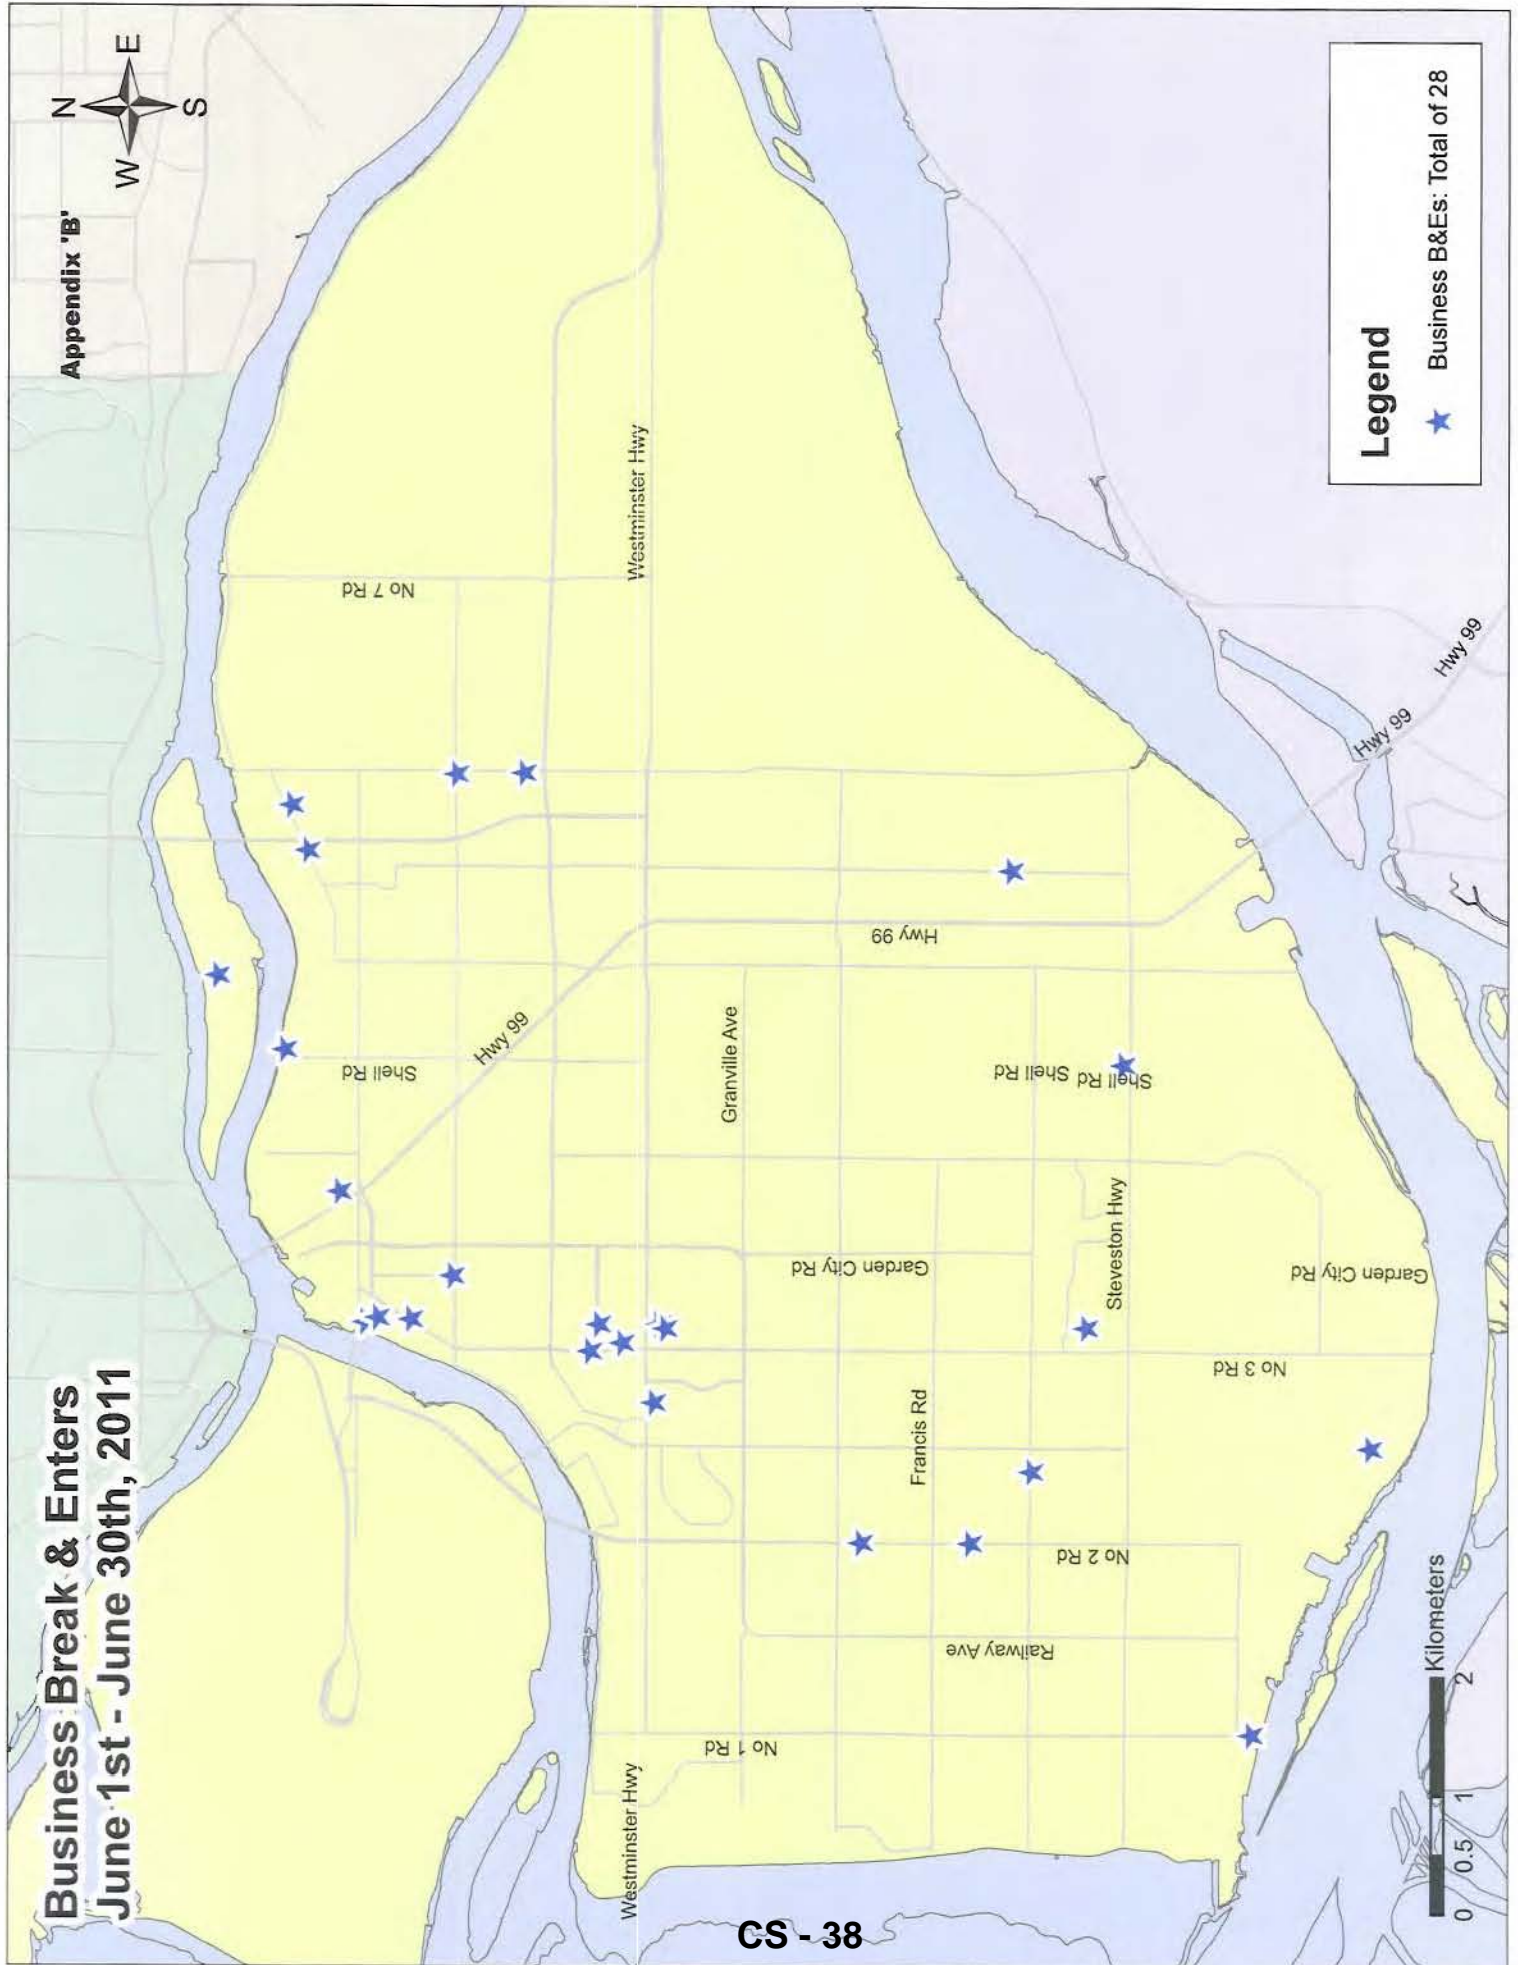 Business Break & Enters
June 1st - June 30th, 2011
Appendix 'B'
N
W
E
S
No 7 Rd
Westminster Hwy
Shell Rd
Hwy 99
Hwy 99
Granville Ave
Shell Rd
Shell Rd
Shell Rd
Garden City Rd
Steveston Hwy
Garden City Rd
Francis Rd
No 3 Rd
No 2 Rd
Railway Ave
No 1 Rd
Westminster Hwy
Hwy 99
Hwy 99
Legend
Business B&Es: Total of 28
Kilometers
0 0.5 1 2
CS - 38